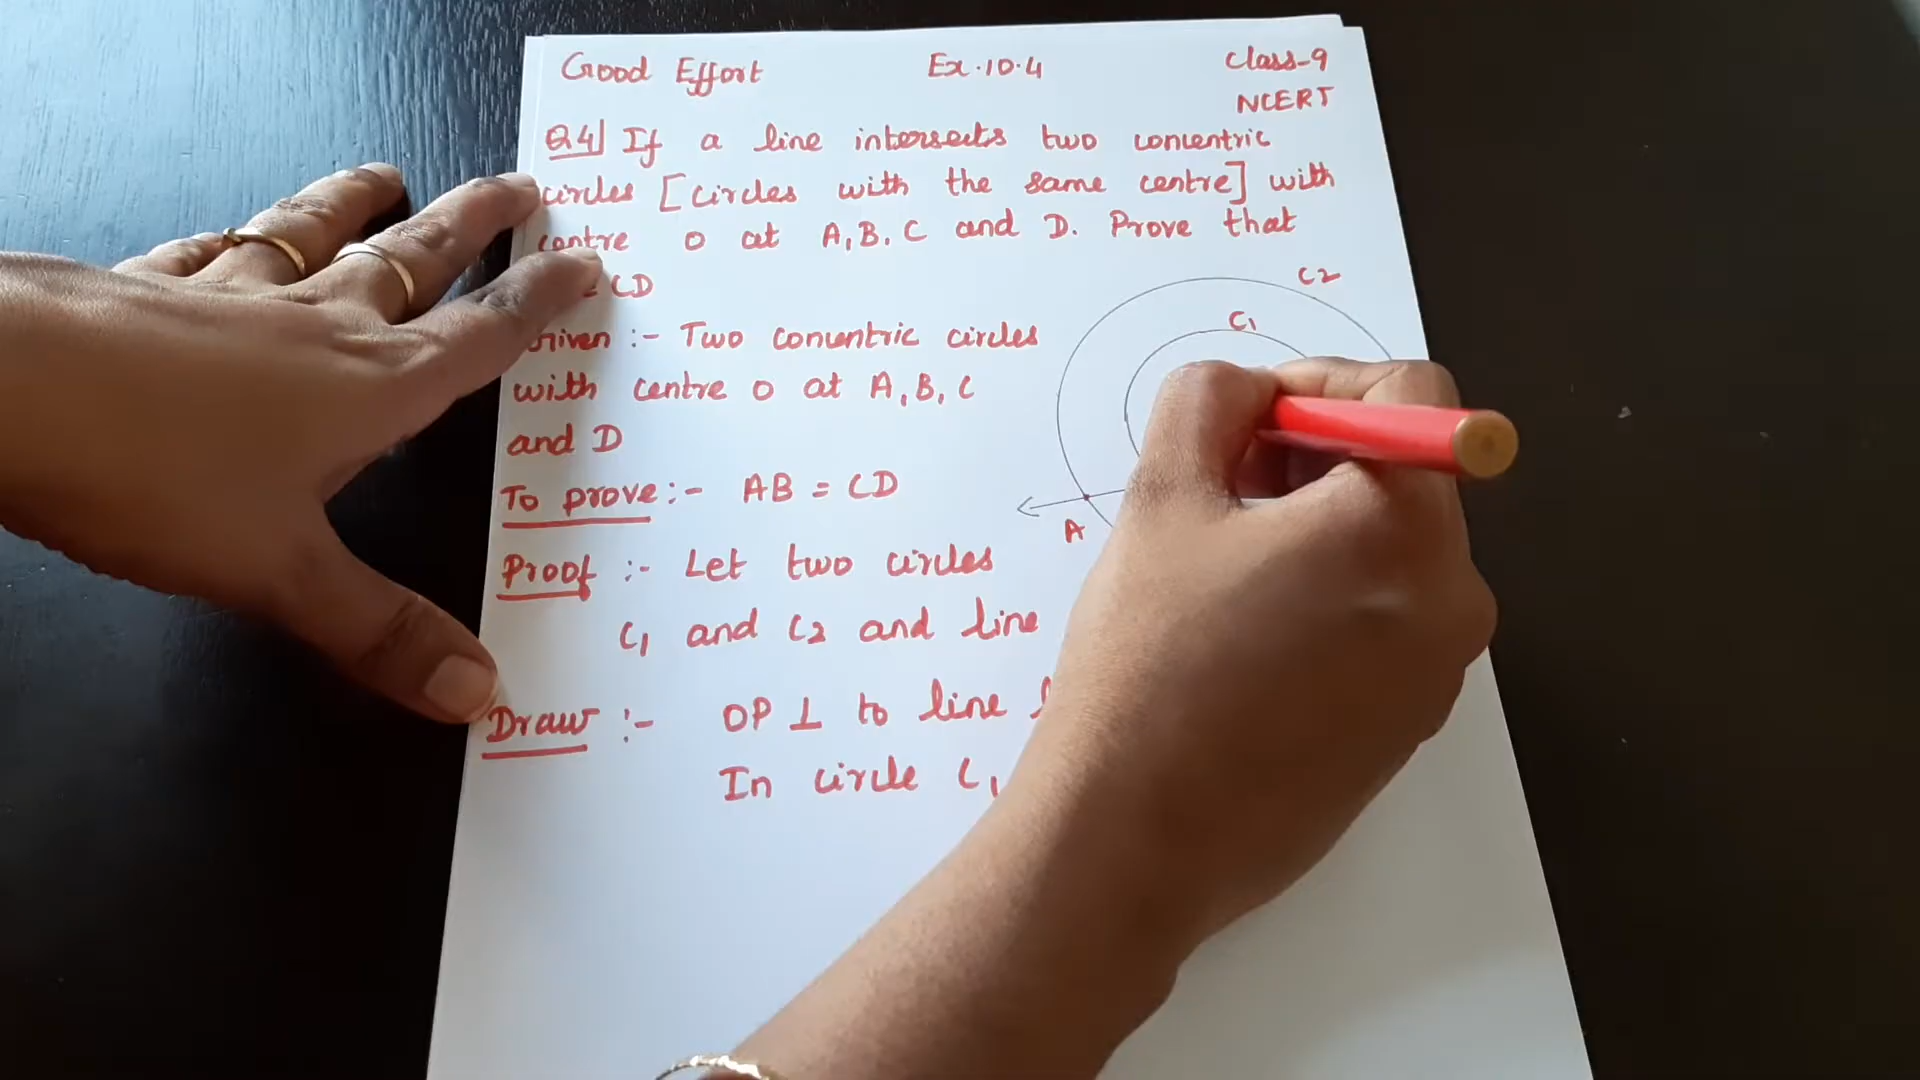 Good Effort Ex.10.4 Class-9
NCERT
Q4| If a line intersects two concentric
circles [circles with the same centre] with
centre O at A, B, C and D. Prove that
= CD
Given :- Two concentric circles
with centre O at A, B, C
and D
To prove :- AB = CD
Proof :- Let two circles
C1 and C2 and line
Draw :- OP ⊥ to line
In circle C1
C2
C1
A